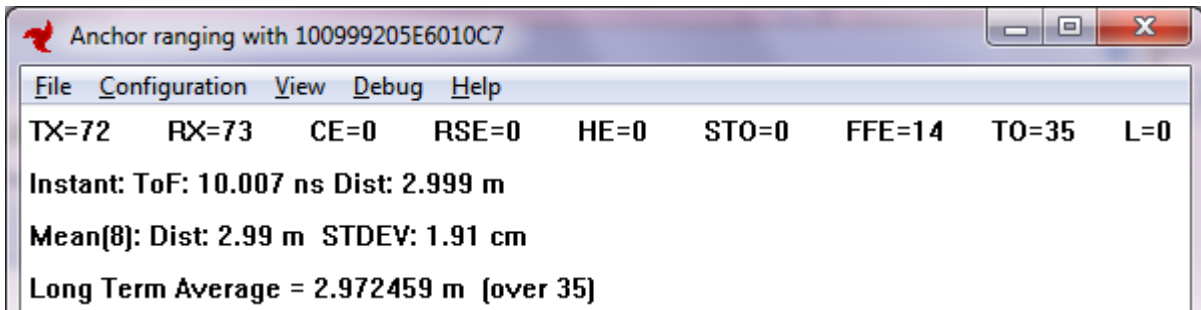 Anchor ranging with 100999205E6010C7
File Configuration View Debug Help
TX=72 RX=73 CE=0 RSE=0 HE=0 STO=0 FFE=14 TO=35 L=0
Instant: ToF: 10.007 ns Dist: 2.999 m
Mean(8): Dist: 2.99 m STDEV: 1.91 cm
Long Term Average = 2.972459 m (over 35)